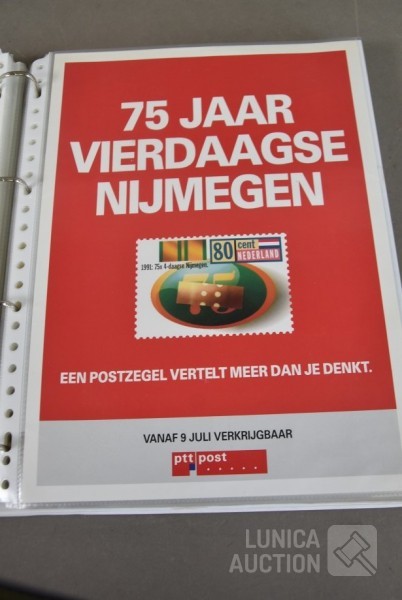 75 JAAR
VIERDAAGSE
NIJMEGEN
80 cent
NEDERLAND
1991: 75e 4-daagse Nijmegen.
EEN POSTZEGEL VERTELT MEER DAN JE DENKT.
VANAF 9 JULI VERKRIJGBAAR
ptt post
LUNICA
AUCTION